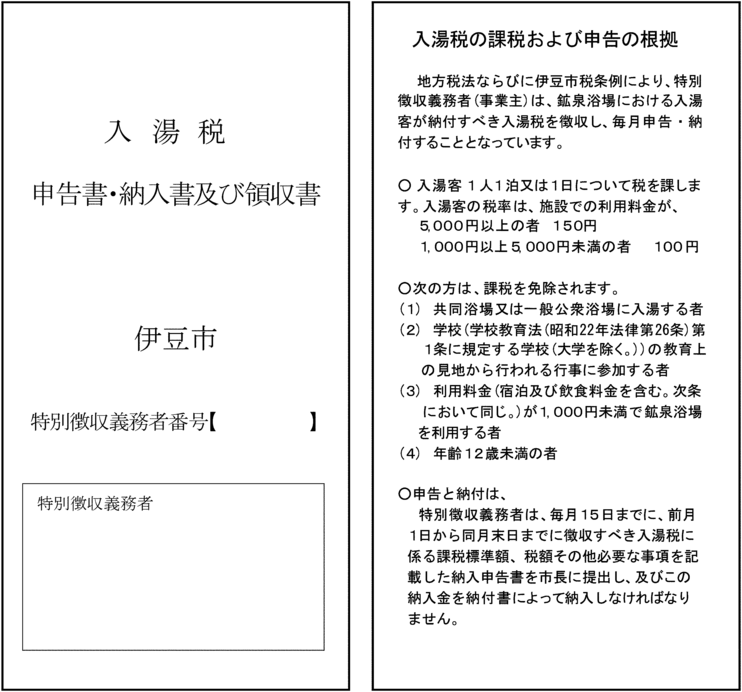 入 湯 税
申告書・納入書及び領収書
伊豆市
特別徴収義務者番号【　　　　】
特別徴収義務者
入湯税の課税および申告の根拠
地方税法ならびに伊豆市税条例により、特別
徴収義務者（事業主）は、鉱泉浴場における入湯
客が納付すべき入湯税を徴収し、毎月申告・納
付することとなっています。
〇 入湯客１人１泊又は１日について税を課しま
す。入湯客の税率は、施設での利用料金が、
５，０００円以上の者　１５０円
１，０００円以上５，０００円未満の者　１００円
〇次の方は、課税を免除されます。
（１）　共同浴場又は一般公衆浴場に入湯する者
（２）　学校（学校教育法（昭和22年法律第26条）第
１条に規定する学校（大学を除く。））の教育上
の見地から行われる行事に参加する者
（３）　利用料金（宿泊及び飲食料金を含む。次条
において同じ。）が１，０００円未満で鉱泉浴場
を利用する者
（４）　年齢１２歳未満の者
〇申告と納付は、
特別徴収義務者は、毎月１５日までに、前月
１日から同月末日までに徴収すべき入湯税に
係る課税標準額、税額その他必要な事項を記
載した納入申告書を市長に提出し、及びこの
納入金を納付書によって納入しなければなり
ません。